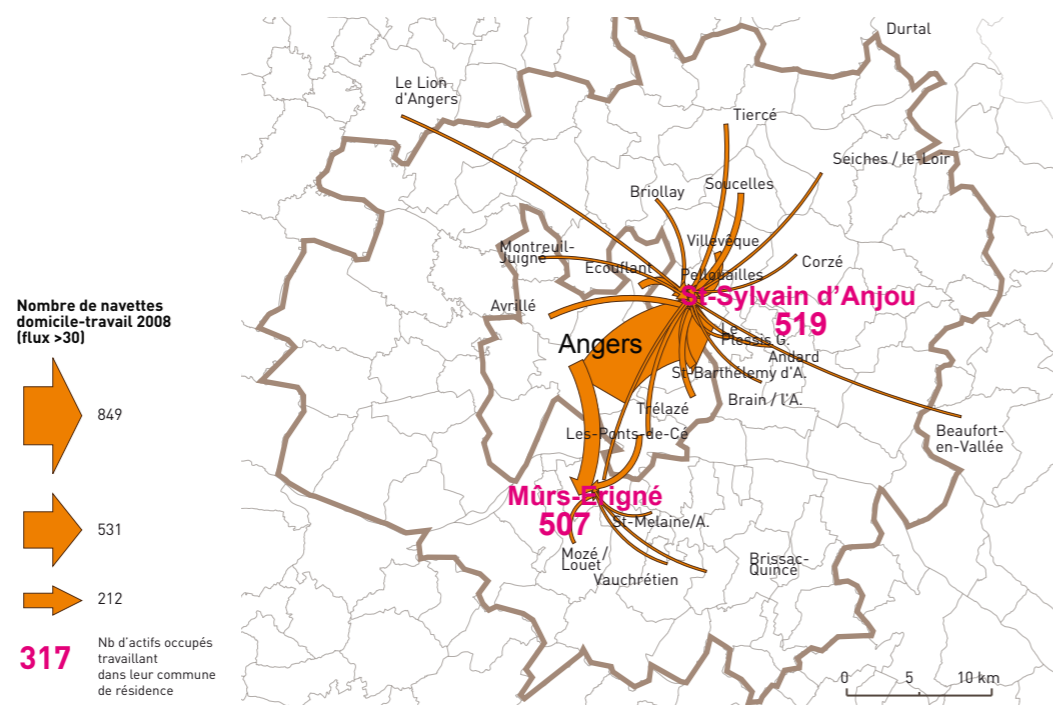 Durtal
Le Lion
d'Angers
Tiercé
Seiches / le-Loir
Briollay
Soucelles
Villevêque
Montreuil-
Juigné
Ecouflant
Pellouailles
Corzé
St-Sylvain d'Anjou
519
Avrillé
Angers
Le
Plessis G.
Andard
St-Barthélemy d'A.
Brain / l'A.
Trélazé
Les-Ponts-de-Cé
Beaufort-
en-Vallée
Mûrs-Erigné
507
St-Melaine/A.
Mozé /
Louet
Vauchrétien
Brissac-
Quincé
Nombre de navettes
domicile-travail 2008
(flux >30)
849
531
212
317
Nb d'actifs occupés
travaillant
dans leur commune
de résidence
0 5 10 km